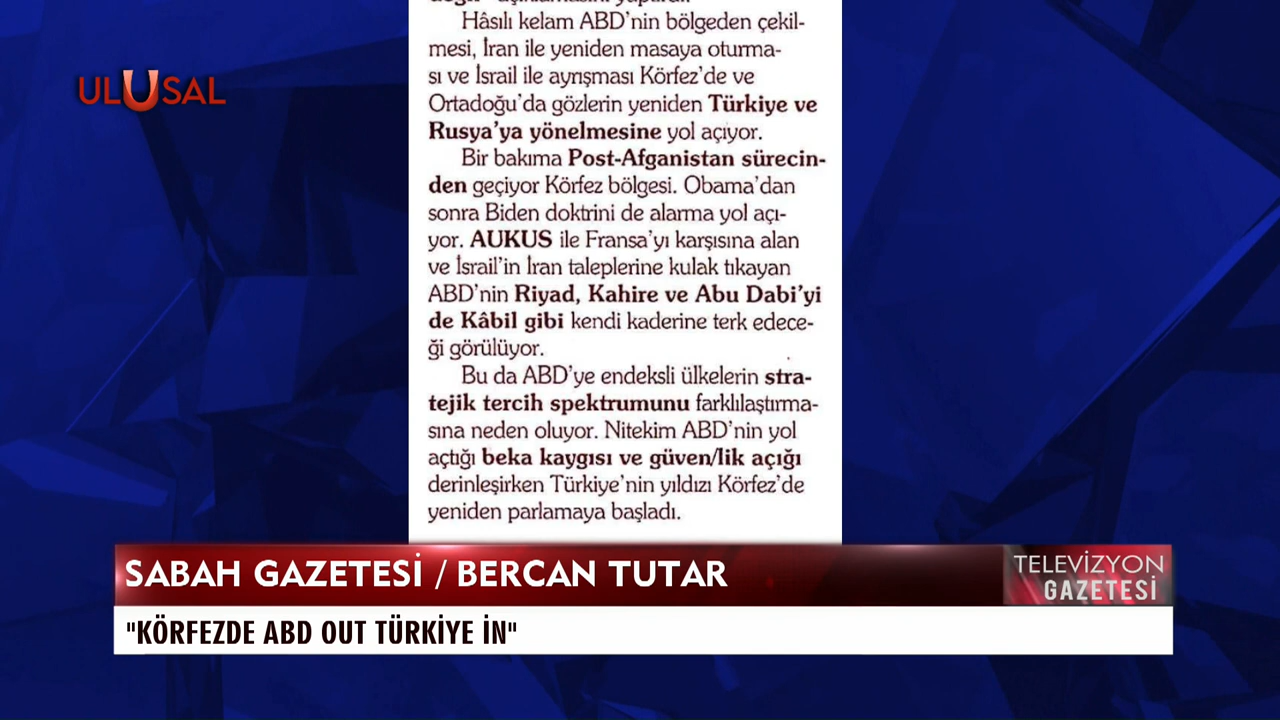 Hâsılı kelam ABD'nin bölgeden çekil-
mesi, İran ile yeniden masaya oturma-
sı ve İsrail ile ayrışması Körfez'de ve
Ortadoğu'da gözlerin yeniden Türkiye ve
Rusya'ya yönelmesine yol açıyor.
Bir bakıma Post-Afganistan sürecin-
den geçiyor Körfez bölgesi. Obama'dan
sonra Biden doktrini de alarma yol açı-
yor. AUKUS ile Fransa'yı karşısına alan
ve İsrail'in İran taleplerine kulak tıkayan
ABD'nin Riyad, Kahire ve Abu Dabi'yi
de Kâbil gibi kendi kaderine terk edece-
ği görülüyor.
Bu da ABD'ye endeksli ülkelerin stra-
tejik tercih spektrumunu farklılaştırma-
sına neden oluyor. Nitekim ABD'nin yol
açtığı beka kaygısı ve güven/lik açığı
derinleşirken Türkiye'nin yıldızı Körfez'de
yeniden parlamaya başladı.
ULUSAL
SABAH GAZETESİ / BERCAN TUTAR
TELEVİZYON
GAZETESİ
"KÖRFEZDE ABD OUT TÜRKİYE İN"